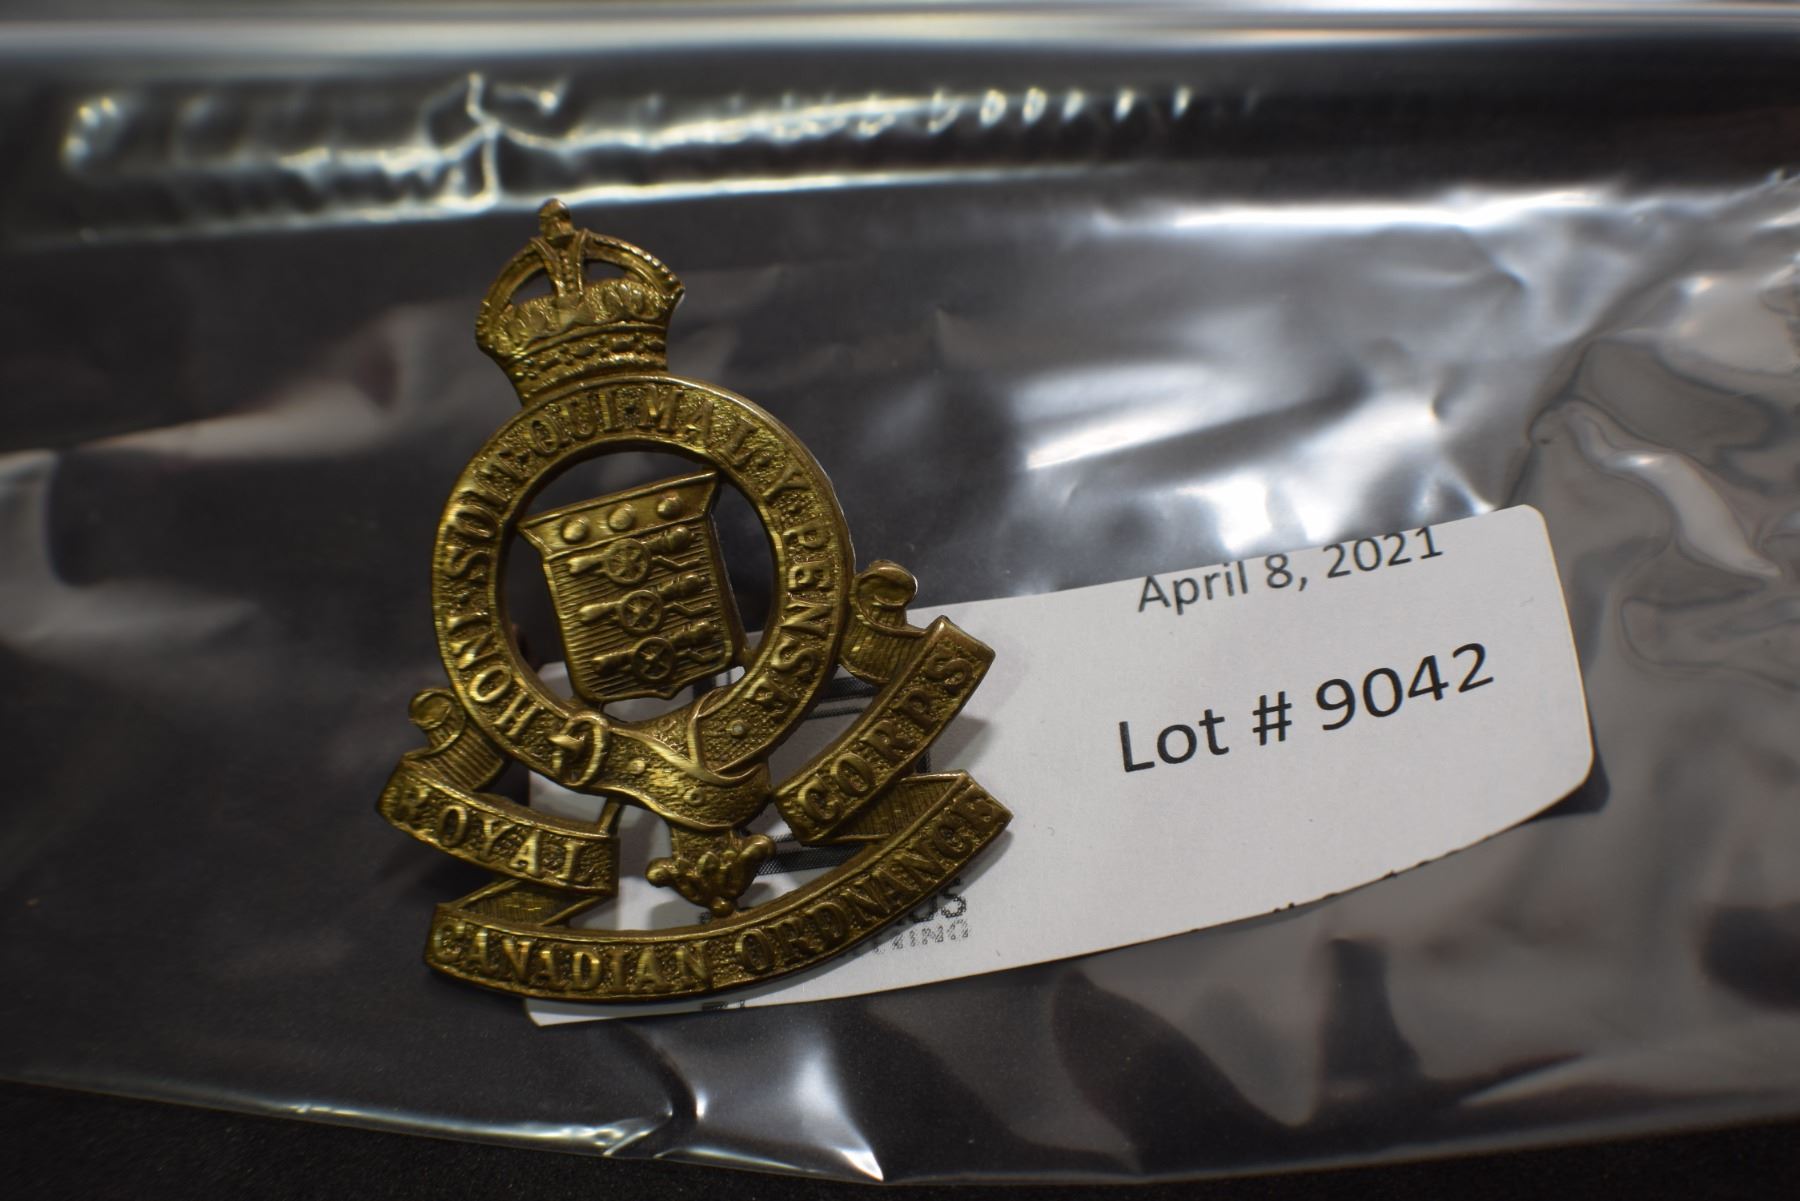 HONI·SOIT·QUI·MAL·Y·PENSE
ROYAL
CANADIAN ORDNANCE
CORPS
April 8, 2021
Lot # 9042